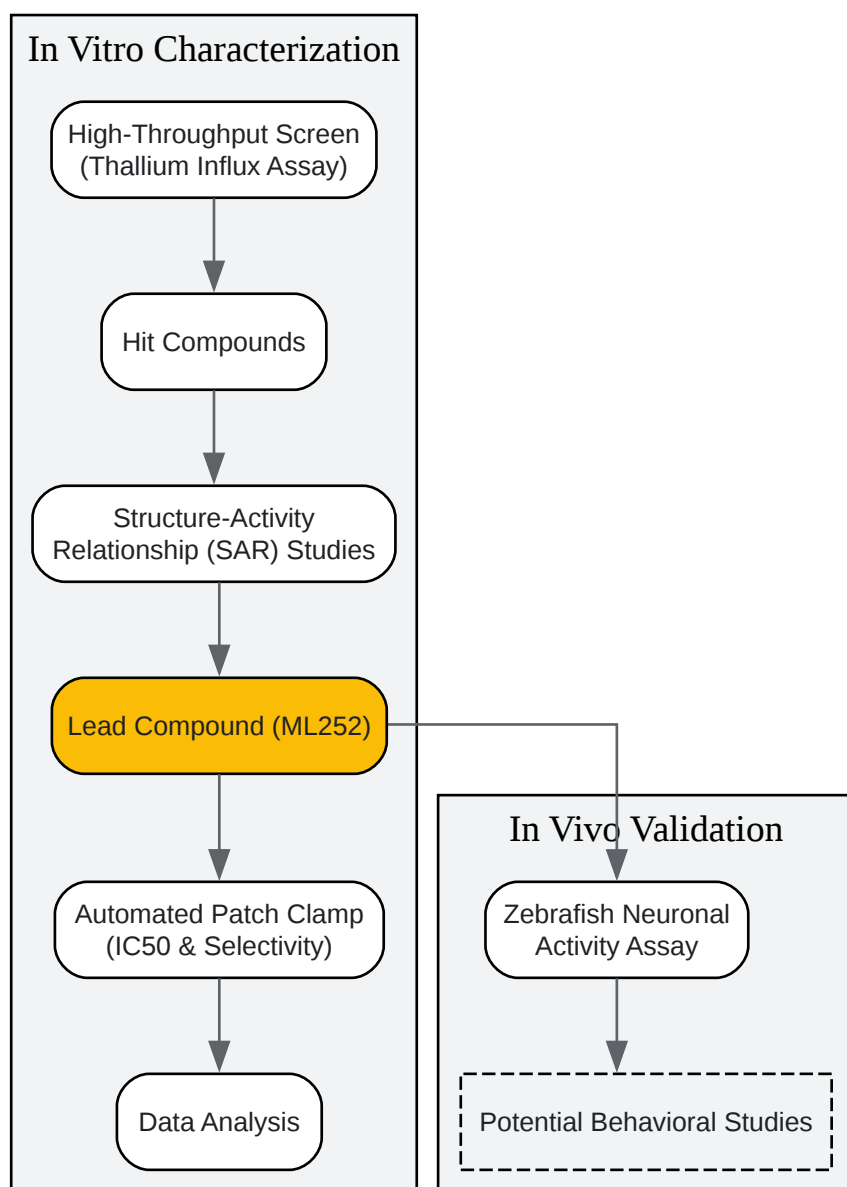 In Vitro Characterization
High-Throughput Screen
(Thallium Influx Assay)
Hit Compounds
Structure-Activity
Relationship (SAR) Studies
Lead Compound (ML252)
Automated Patch Clamp
(IC50 & Selectivity)
Data Analysis
In Vivo Validation
Zebrafish Neuronal
Activity Assay
Potential Behavioral Studies